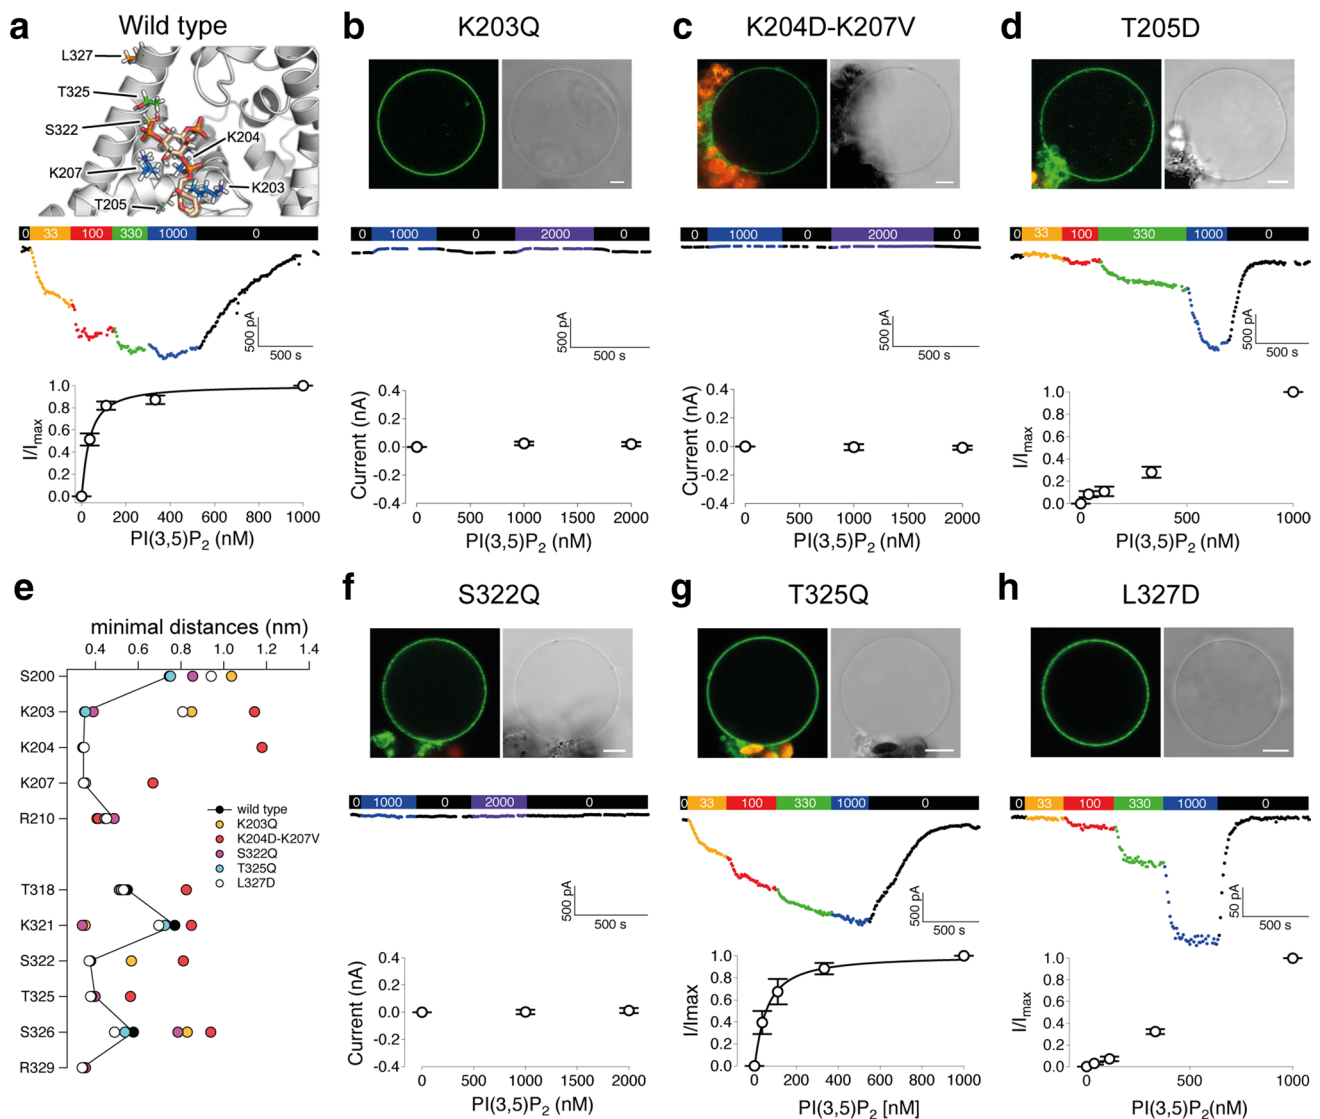 a Wild type
L327
T325
S322
K204
K207
K203
T205
0 33 100 330 1000 0
500 pA
500 s
I/Imax
1.0
0.8
0.6
0.4
0.2
0.0
0 200 400 600 800 1000
PI(3,5)P2 (nM)
b K203Q
0 1000 0 2000 0
500 pA
500 s
Current (nA)
0.4
0.2
0.0
-0.2
-0.4
0 500 1000 1500 2000
PI(3,5)P2 (nM)
c K204D-K207V
0 1000 0 2000 0
500 pA
500 s
Current (nA)
0.4
0.2
0.0
-0.2
-0.4
0 500 1000 1500 2000
PI(3,5)P2 (nM)
d T205D
0 33 100 330 1000 0
500 pA
500 s
I/Imax
1.0
0.8
0.6
0.4
0.2
0.0
0 500 1000
PI(3,5)P2 (nM)
e
minimal distances (nm)
0.4 0.6 0.8 1.0 1.2 1.4
S200
K203
K204
K207
R210
T318
K321
S322
T325
S326
R329
wild type
K203Q
K204D-K207V
S322Q
T325Q
L327D
f S322Q
0 1000 0 2000 0
500 pA
500 s
Current (nA)
0.4
0.2
0.0
-0.2
-0.4
0 500 1000 1500 2000
PI(3,5)P2 (nM)
g T325Q
0 33 100 330 1000 0
500 pA
500 s
I/Imax
1.0
0.8
0.6
0.4
0.2
0.0
0 200 400 600 800 1000
PI(3,5)P2 [nM]
h L327D
0 33 100 330 1000 0
50 pA
500 s
I/Imax
1.0
0.8
0.6
0.4
0.2
0.0
0 500 1000
PI(3,5)P2(nM)